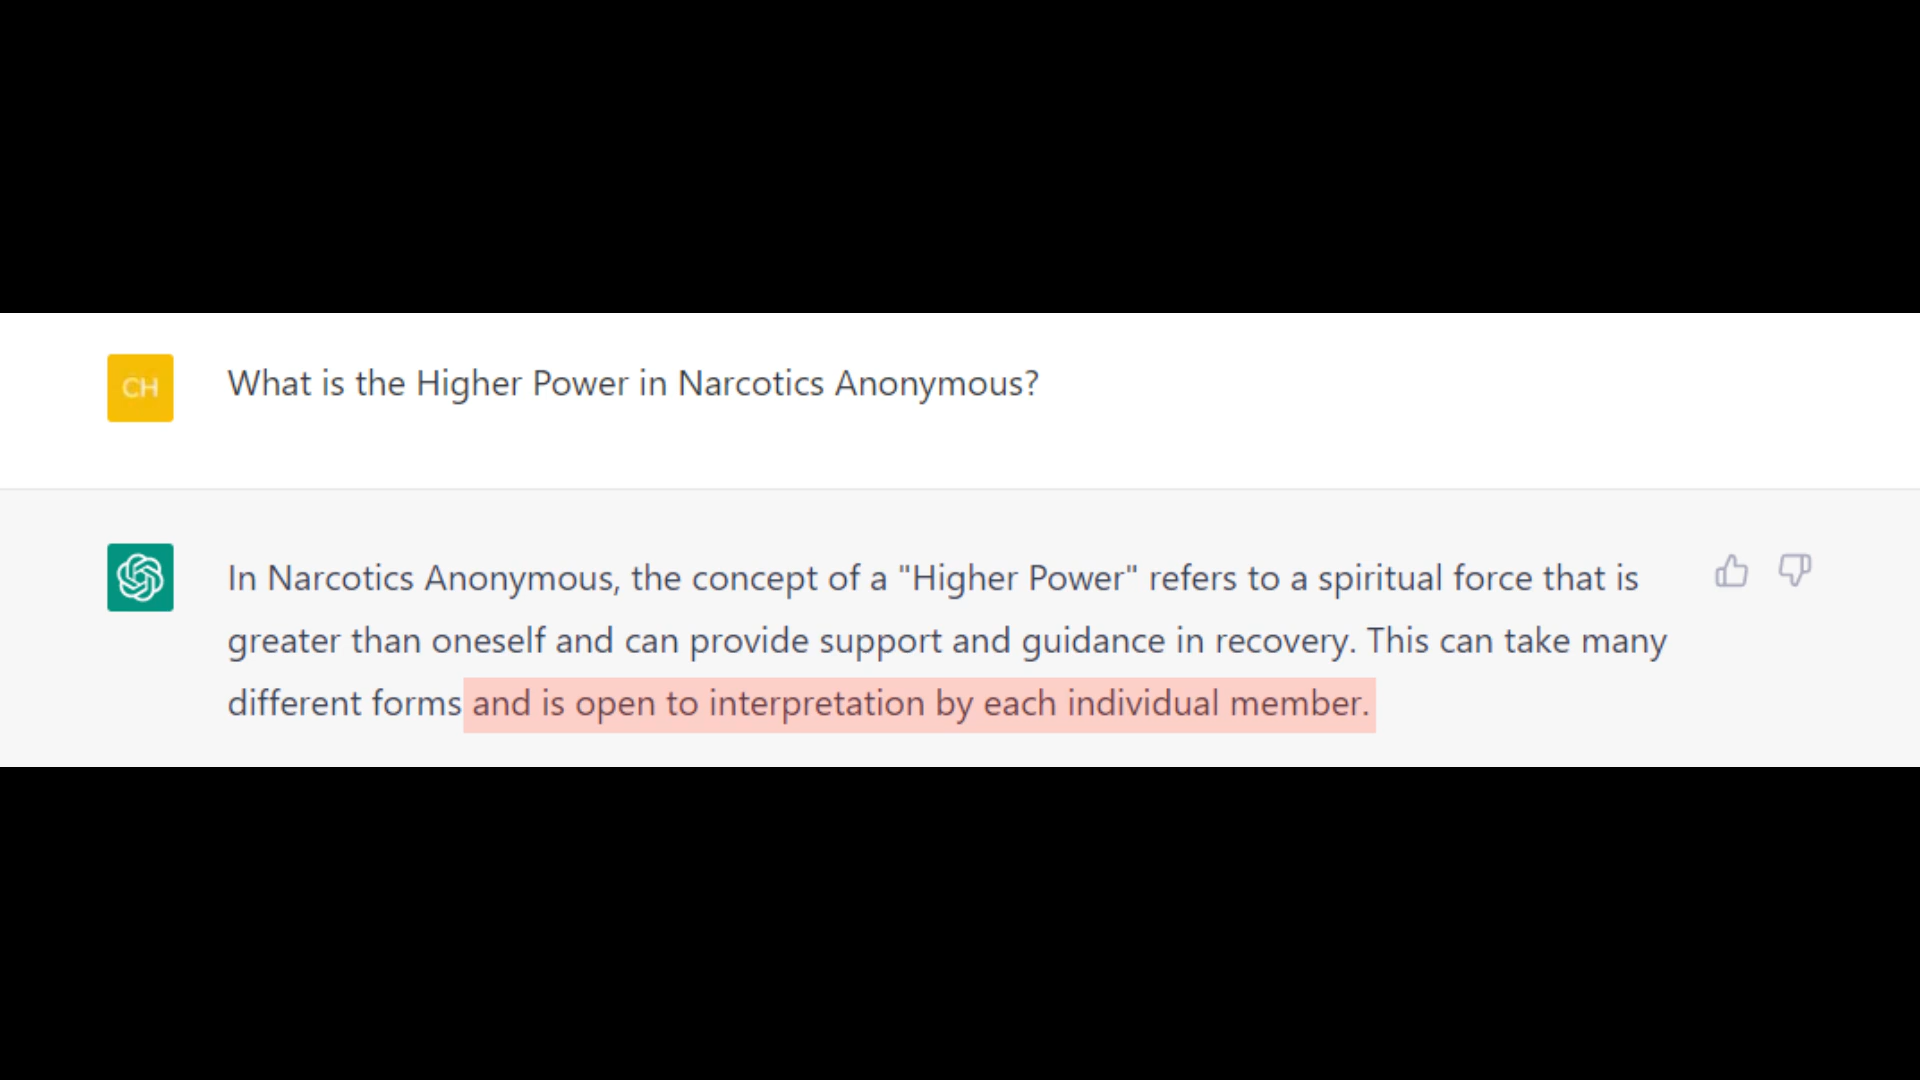 CH
What is the Higher Power in Narcotics Anonymous?
In Narcotics Anonymous, the concept of a "Higher Power" refers to a spiritual force that is
greater than oneself and can provide support and guidance in recovery. This can take many
different forms and is open to interpretation by each individual member.